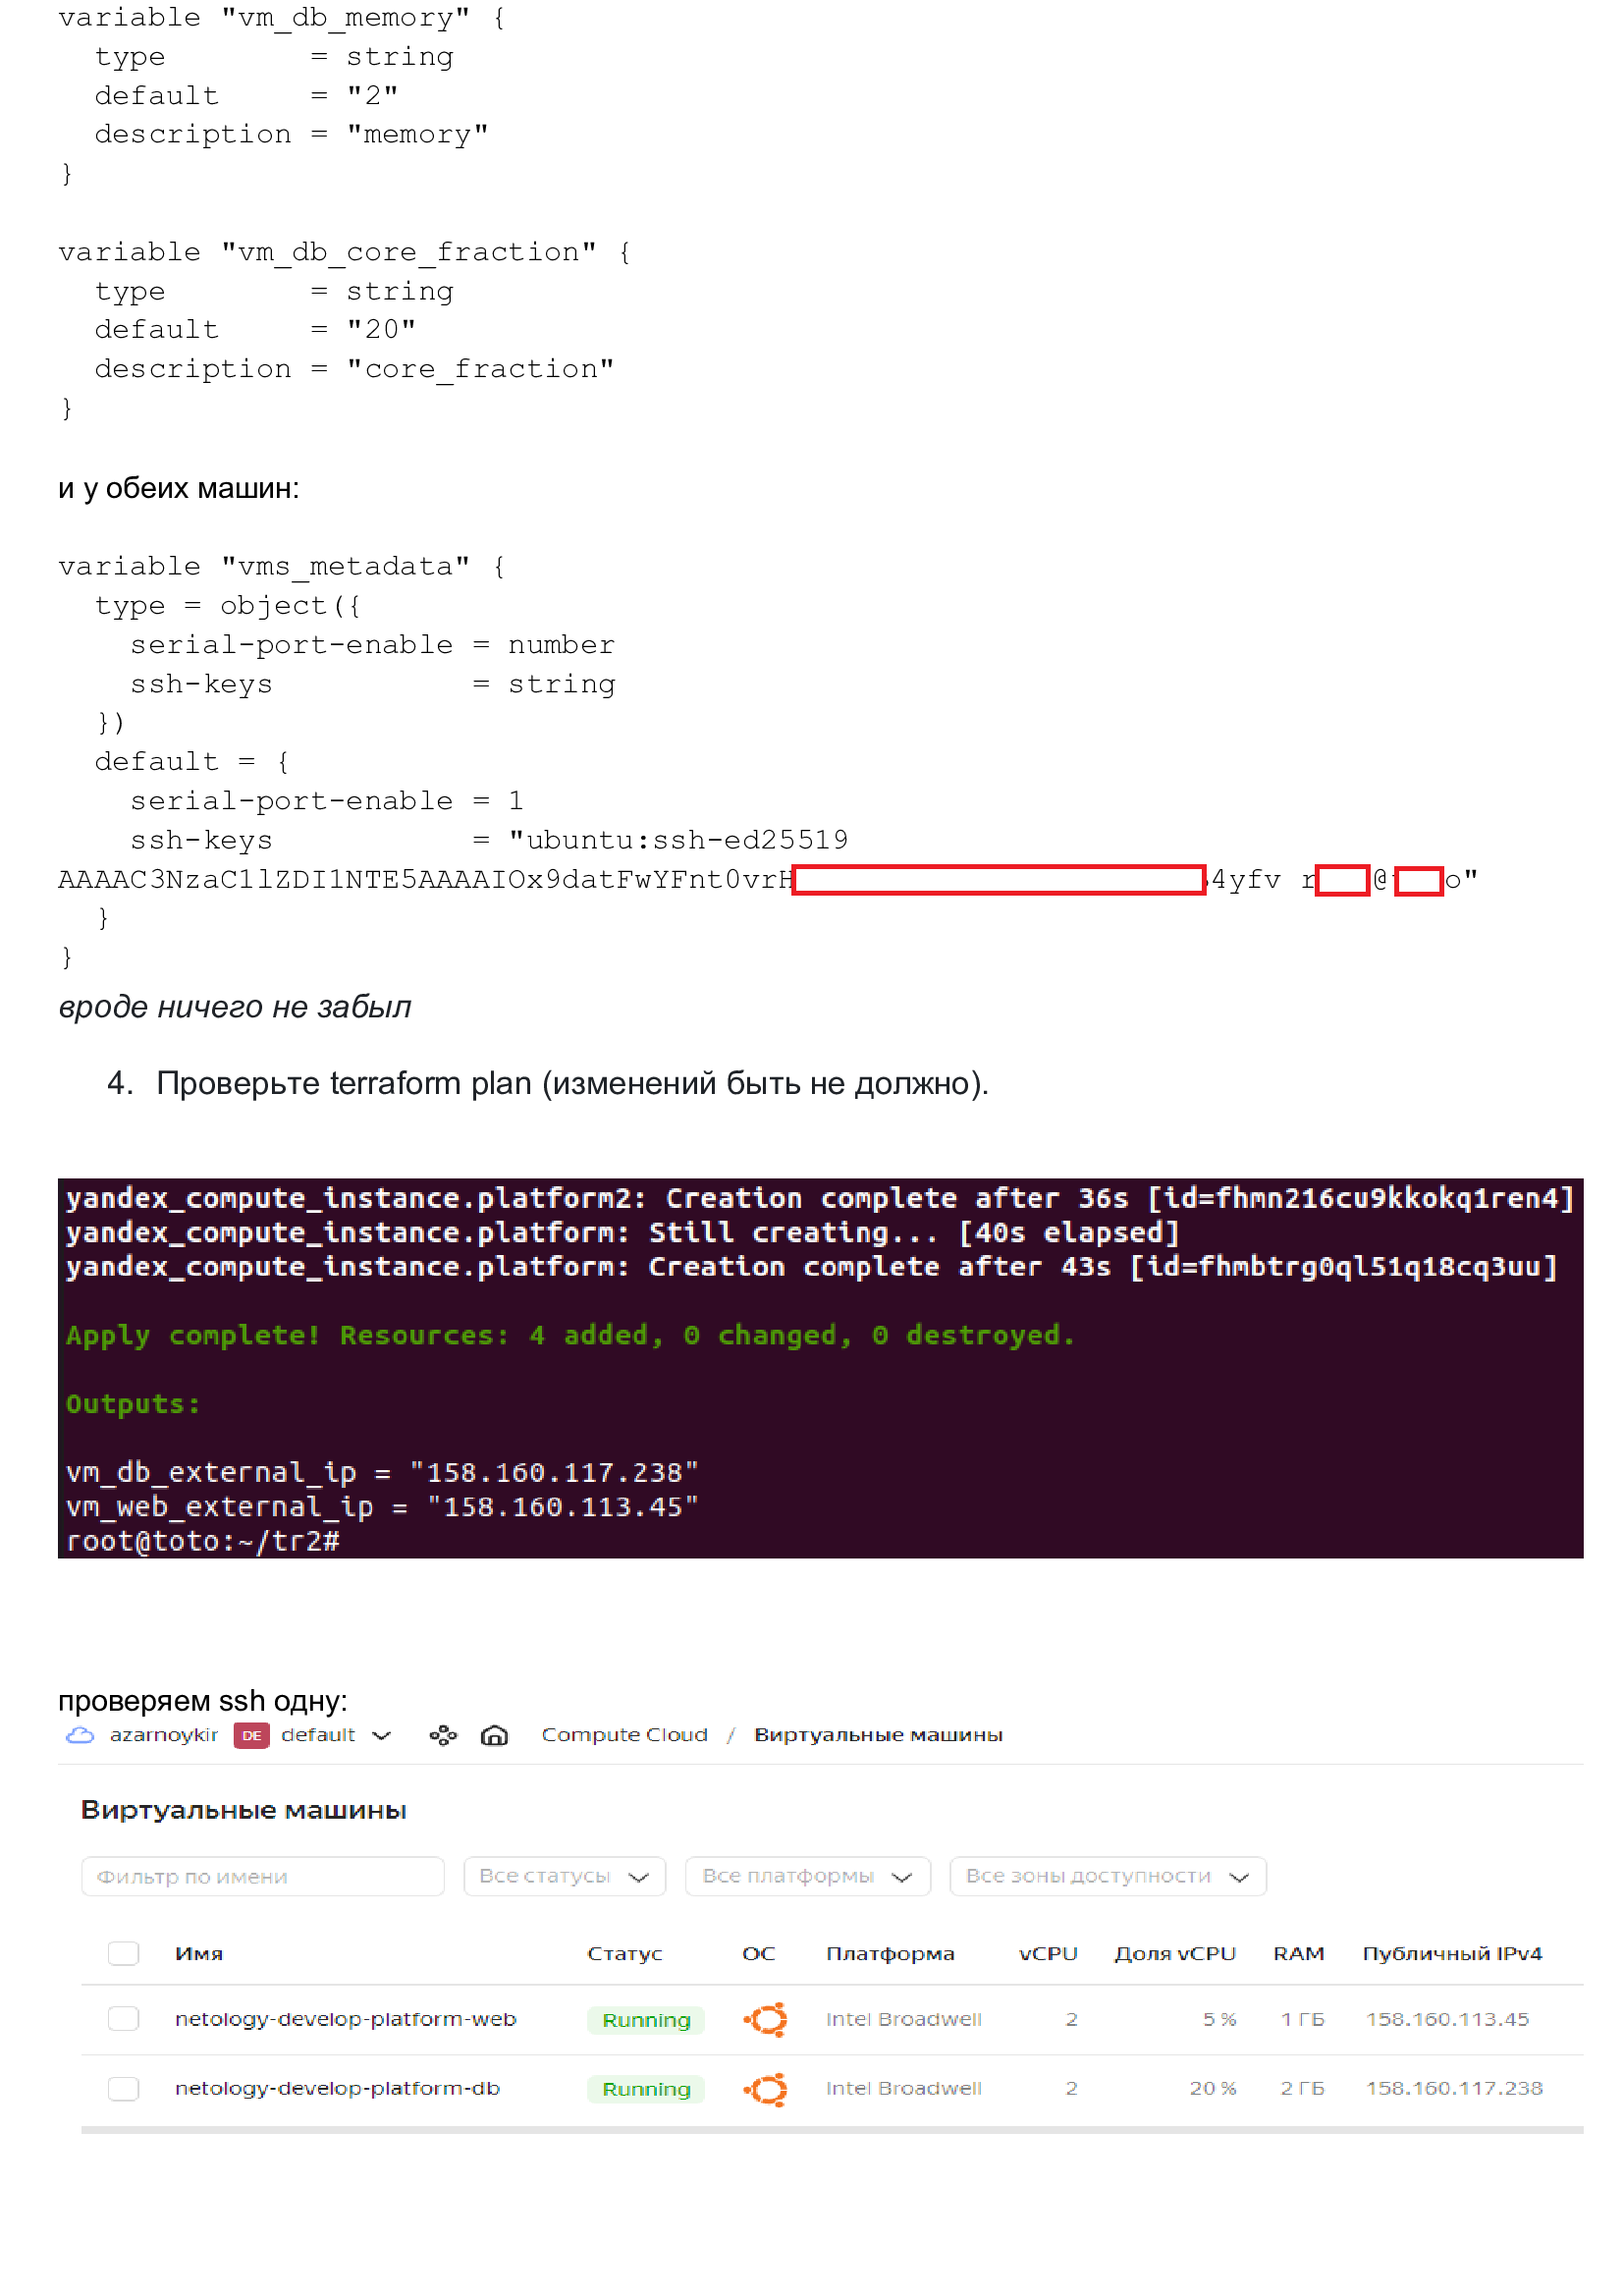 variable "vm_db_memory" {
  type        = string
  default     = "2"
  description = "memory"
}
variable "vm_db_core_fraction" {
  type        = string
  default     = "20"
  description = "core_fraction"
}
и у обеих машин:
variable "vms_metadata" {
  type = object({
    serial-port-enable = number
    ssh-keys           = string
  })
  default = {
    serial-port-enable = 1
    ssh-keys           = "ubuntu:ssh-ed25519
AAAAC3NzaC1lZDI1NTE5AAAAIOx9datFwYFnt0vrH 4yfv r @ o"
  }
}
вроде ничего не забыл
4. Проверьте terraform plan (изменений быть не должно).
yandex_compute_instance.platform2: Creation complete after 36s [id=fhmn216cu9kkokq1ren4]
yandex_compute_instance.platform: Still creating... [40s elapsed]
yandex_compute_instance.platform: Creation complete after 43s [id=fhmbtrg0ql51q18cq3uu]
Apply complete! Resources: 4 added, 0 changed, 0 destroyed.
Outputs:
vm_db_external_ip = "158.160.117.238"
vm_web_external_ip = "158.160.113.45"
root@toto:~/tr2#
проверяем ssh одну:
azarnoykir DE default Compute Cloud / Виртуальные машины
Виртуальные машины
Фильтр по имени Все статусы Все платформы Все зоны доступности
Имя Статус ОС Платформа vCPU Доля vCPU RAM Публичный IPv4
netology-develop-platform-web Running Intel Broadwell 2 5 % 1 ГБ 158.160.113.45
netology-develop-platform-db Running Intel Broadwell 2 20 % 2 ГБ 158.160.117.238